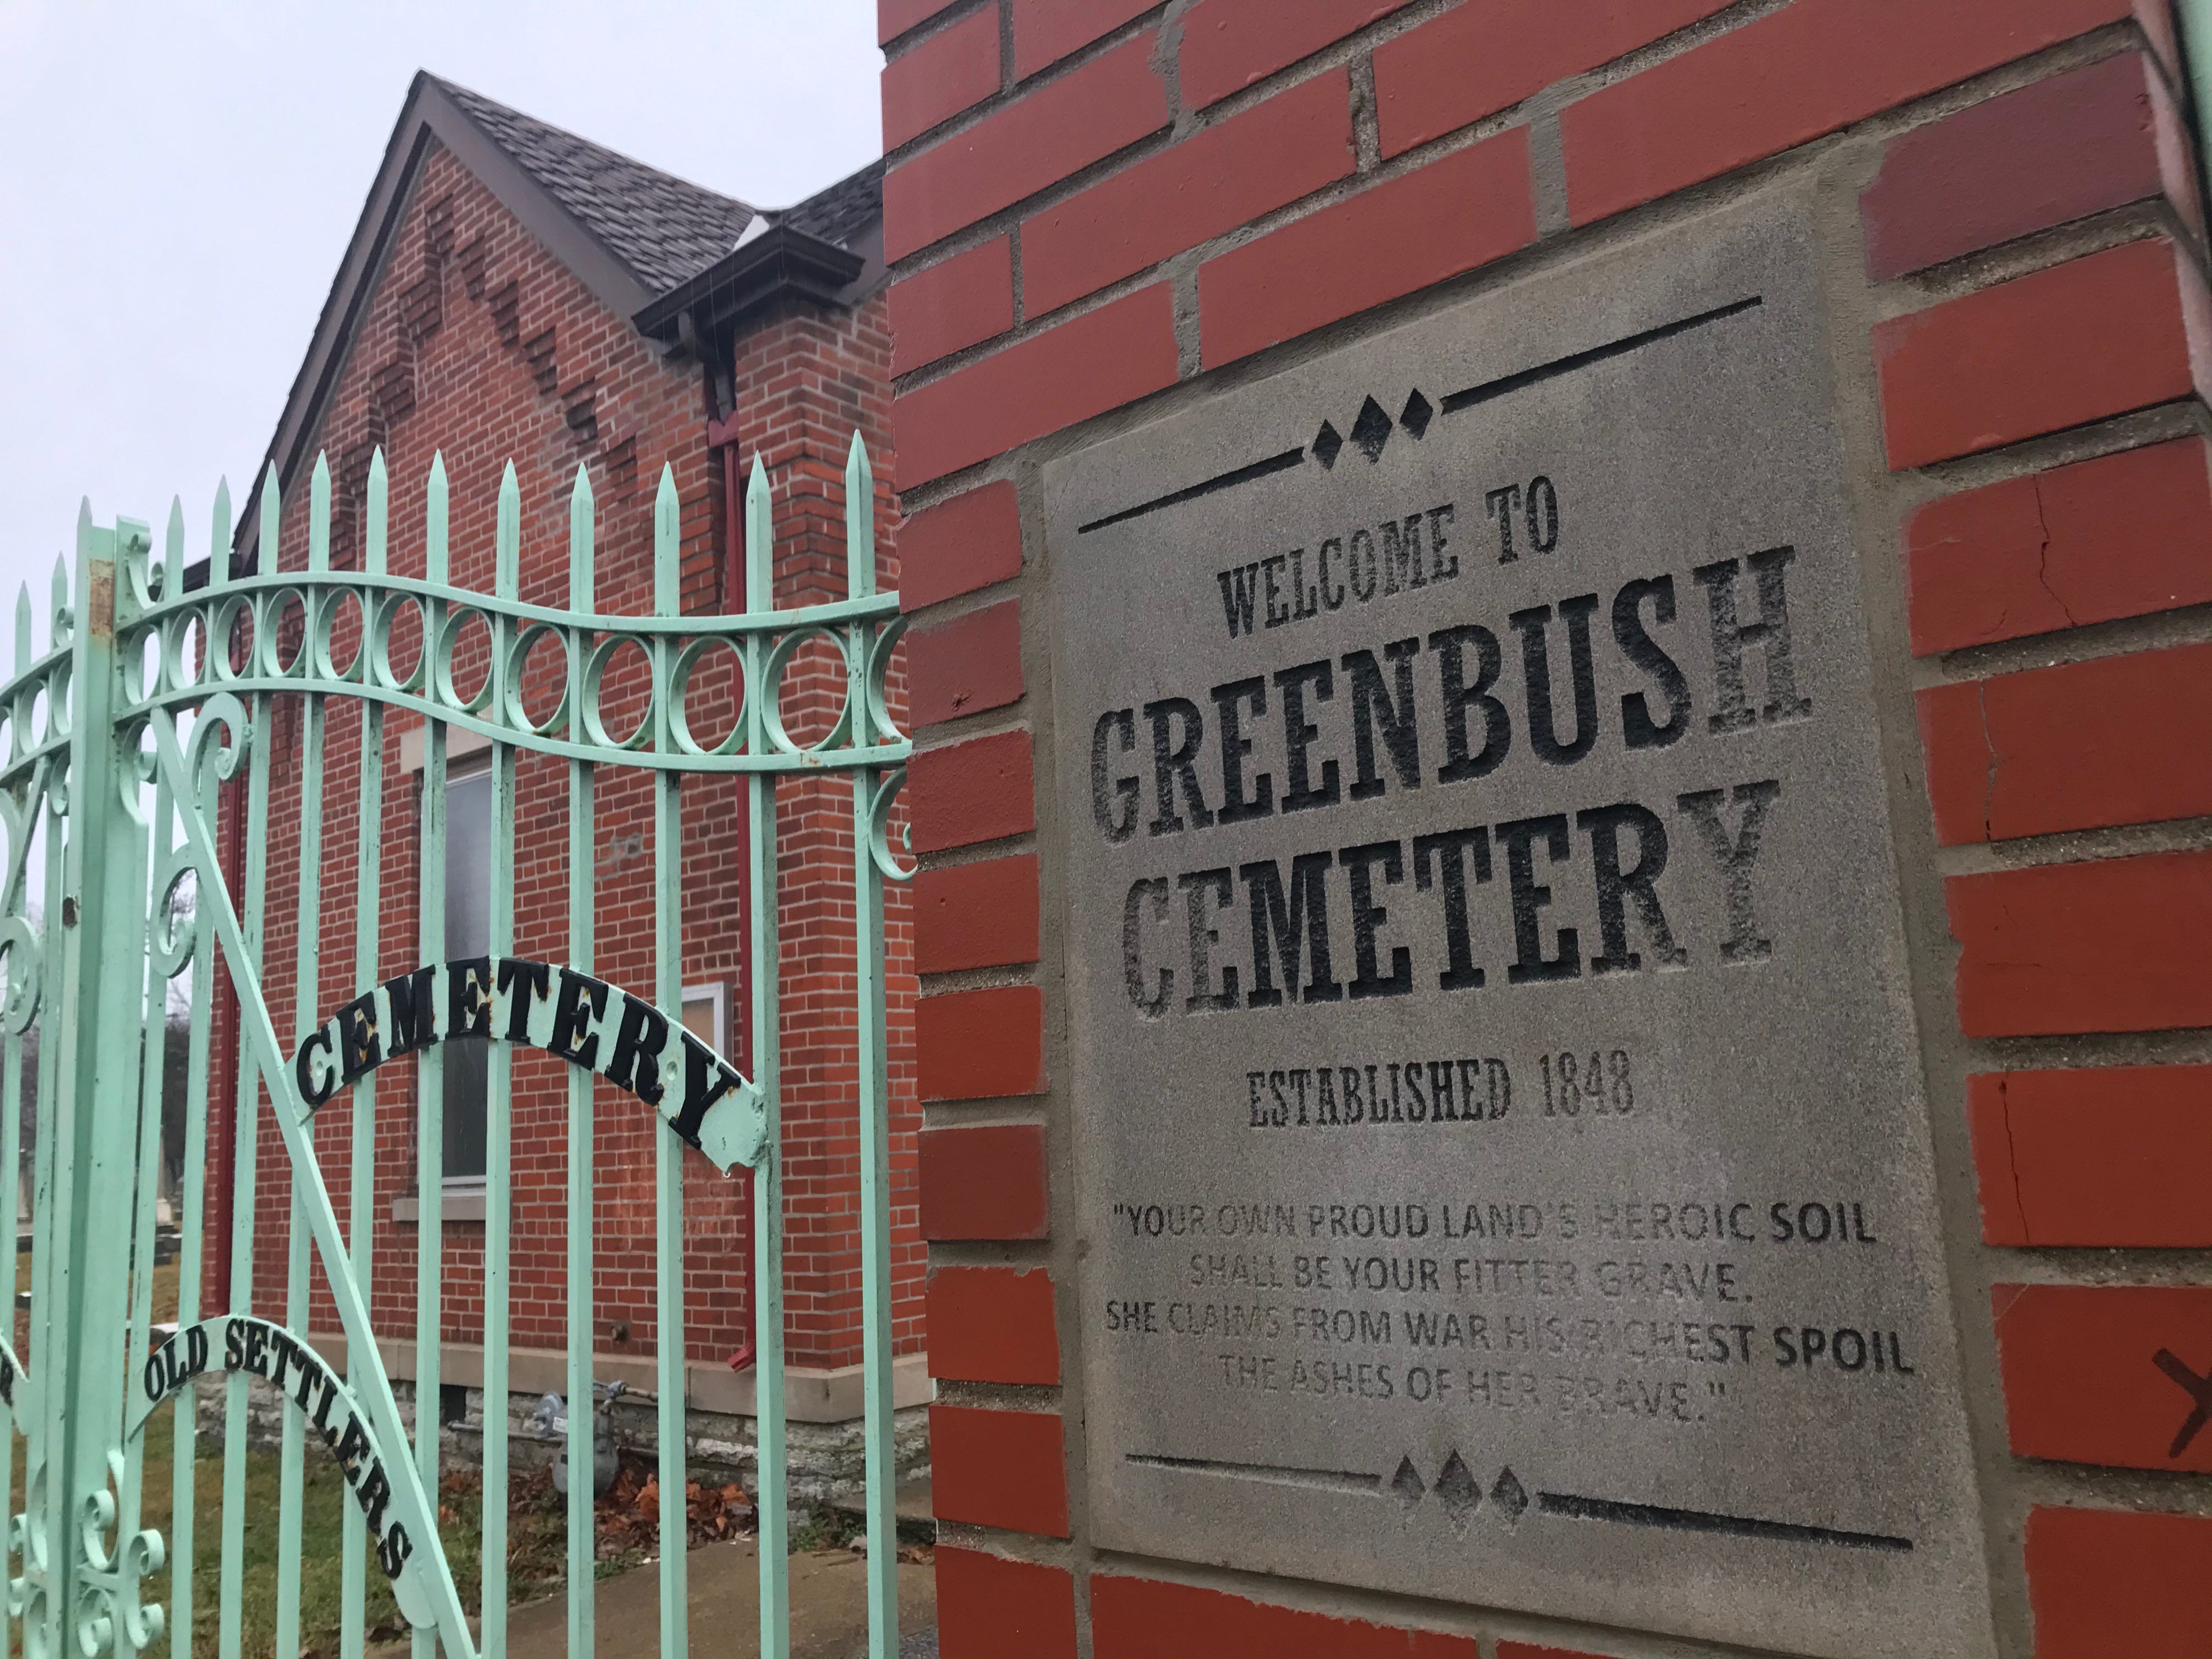 CEMETERY
OLD SETTLERS
WELCOME TO
GREENBUSH
CEMETERY
ESTABLISHED 1848
"YOUR OWN PROUD LAND'S HEROIC SOIL
SHALL BE YOUR FITTER GRAVE.
SHE CLAIMS FROM WAR HIS RICHEST SPOIL
THE ASHES OF HER BRAVE."